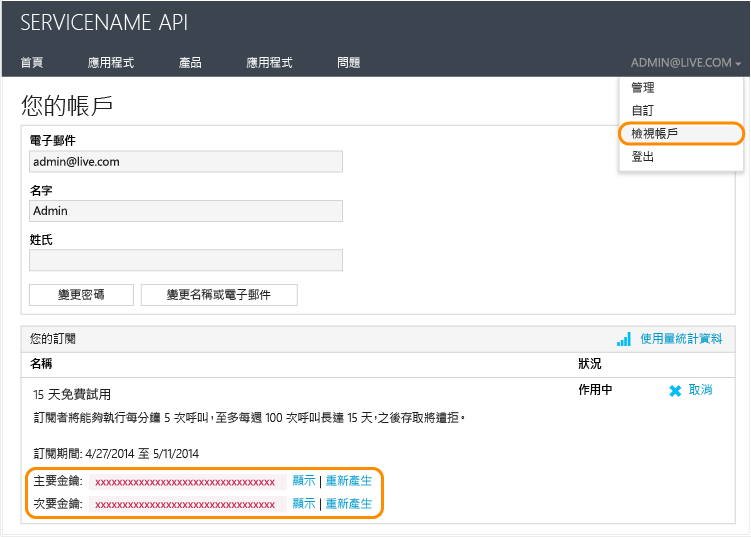 SERVICENAME API
首頁 應用程式 產品 應用程式 問題 ADMIN@LIVE.COM
管理
自訂
檢視帳戶
登出
您的帳戶
電子郵件
admin@live.com
名字
Admin
姓氏
變更密碼 變更名稱或電子郵件
您的訂閱 使用量統計資料
名稱 狀況
15 天免費試用 作用中 取消
訂閱者將能夠執行每分鐘 5 次呼叫，至多每週 100 次呼叫長達 15 天，之後存取將遭拒。
訂閱期間: 4/27/2014 至 5/11/2014
主要金鑰: xxxxxxxxxxxxxxxxxxxxxxxxxxxxxxxx 顯示 | 重新產生
次要金鑰: xxxxxxxxxxxxxxxxxxxxxxxxxxxxxxxx 顯示 | 重新產生